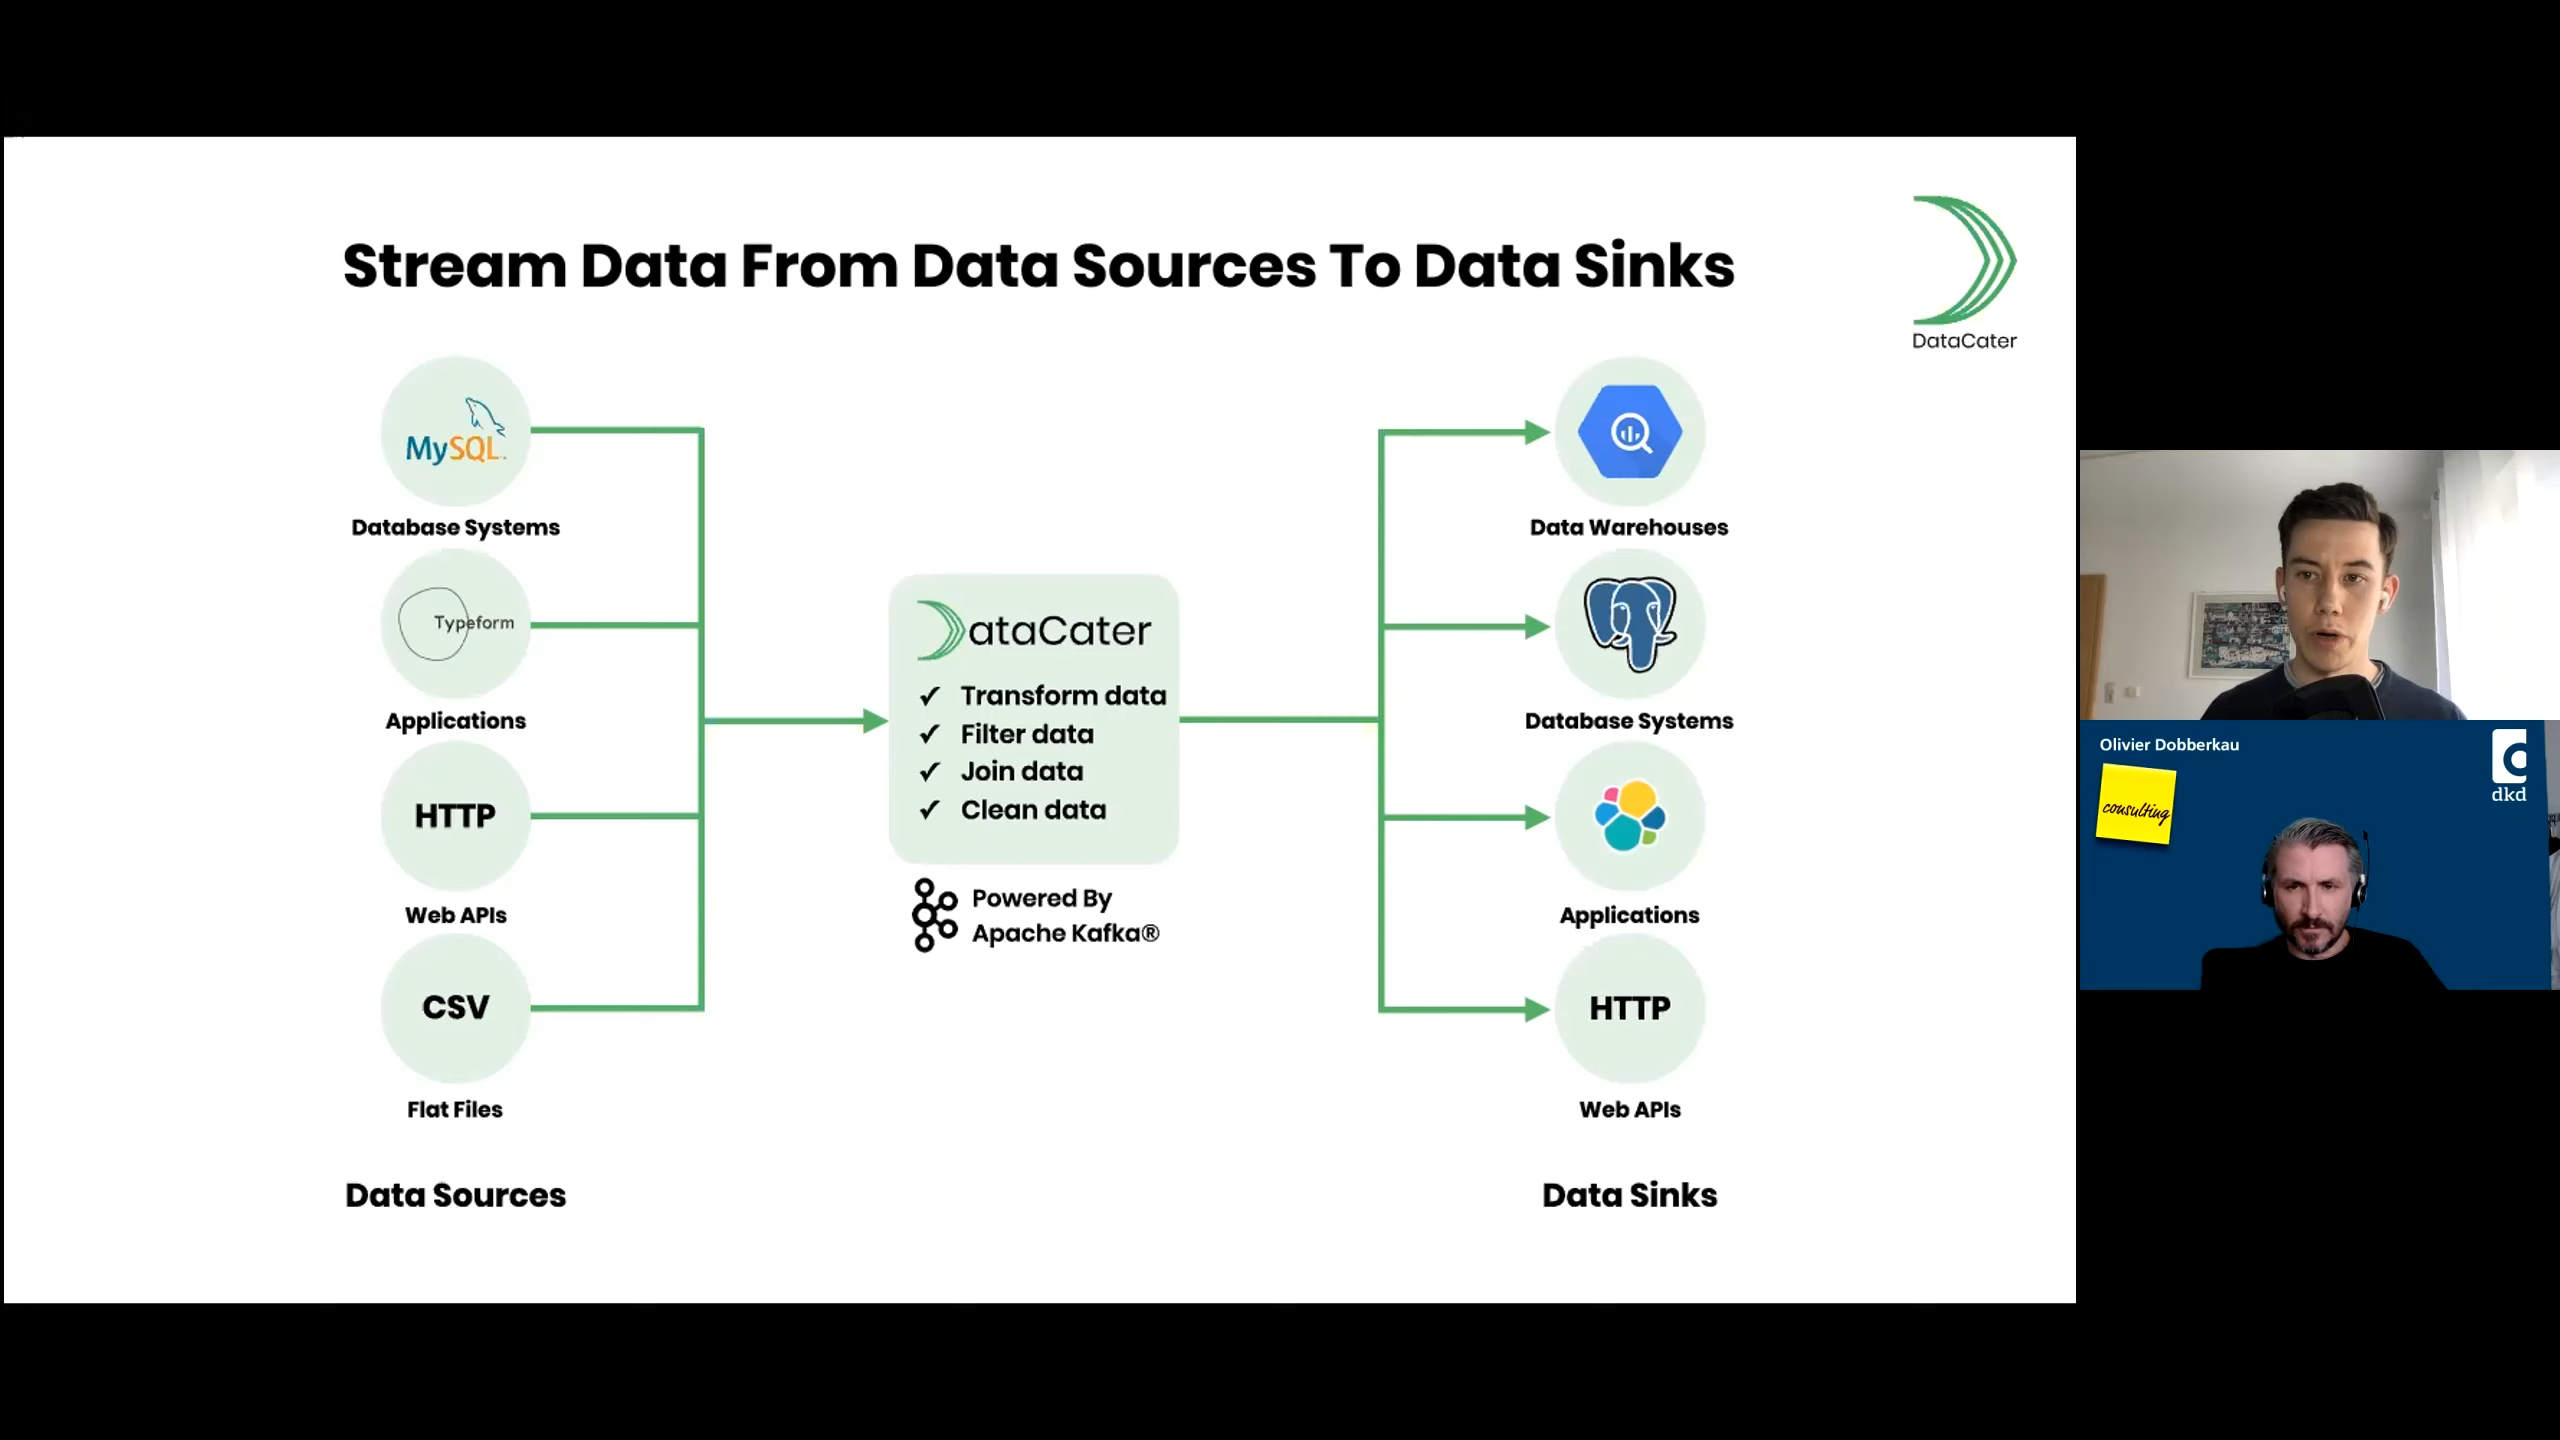 Stream Data From Data Sources To Data Sinks
DataCater
MySQL
Database Systems
Typeform
Applications
HTTP
Web APIs
CSV
Flat Files
Data Sources
DataCater
✓ Transform data
✓ Filter data
✓ Join data
✓ Clean data
Powered By
Apache Kafka®
Data Warehouses
Database Systems
Applications
HTTP
Web APIs
Data Sinks
Olivier Dobberkau
consulting
dkd